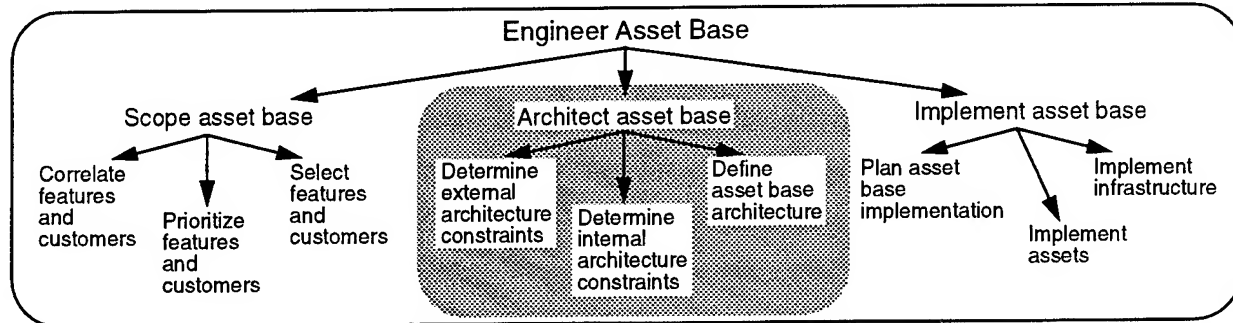 Engineer Asset Base
Scope asset base
Architect asset base
Implement asset base
Correlate
features
and
customers
Prioritize
features
and
customers
Select
features
and
customers
Determine
external
architecture
constraints
Determine
internal
architecture
constraints
Define
asset base
architecture
Plan asset
base
implementation
Implement
assets
Implement
infrastructure